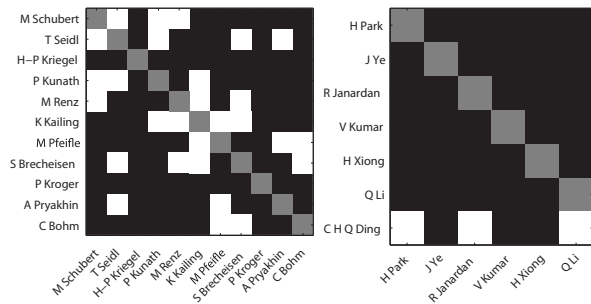 M Schubert
T Seidl
H–P Kriegel
P Kunath
M Renz
K Kailing
M Pfeifle
S Brecheisen
P Kroger
A Pryakhin
C Bohm
M Schubert
T Seidl
H–P Kriegel
P Kunath
M Renz
K Kailing
M Pfeifle
S Brecheisen
P Kroger
A Pryakhin
C Bohm
H Park
J Ye
R Janardan
V Kumar
H Xiong
Q Li
C H Q Ding
H Park
J Ye
R Janardan
V Kumar
H Xiong
Q Li